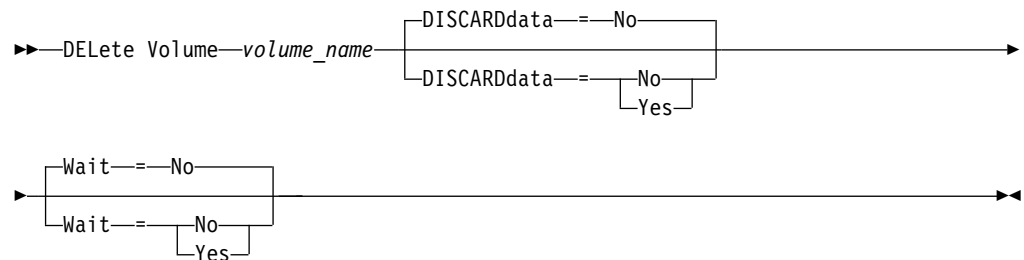 DISCARDdata = No
DELete Volume volume_name
DISCARDdata = No
Yes
Wait = No
Wait = No
Yes